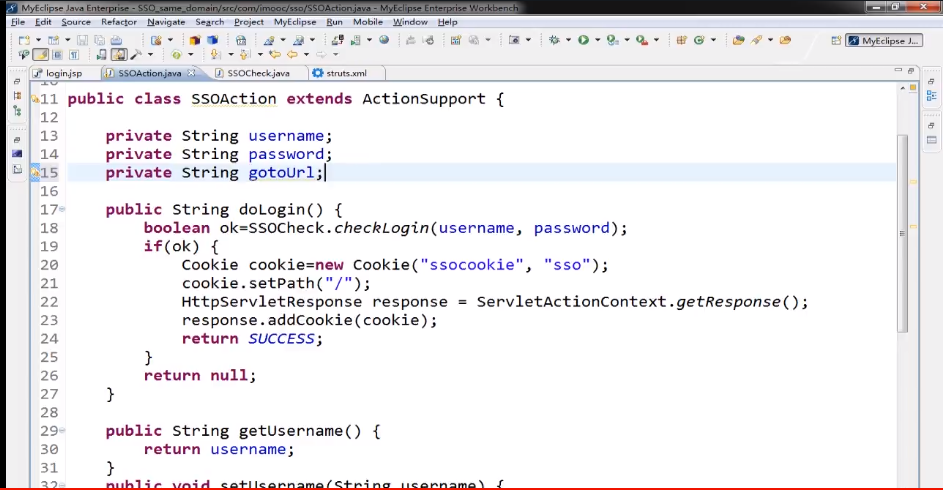 MyEclipse Java Enterprise - SSO_same_domain/src/com/imooc/sso/SSOAction.java - MyEclipse Enterprise Workbench
File Edit Source Refactor Navigate Search Project MyEclipse Run Mobile Window Help
MyEclipse J...
login.jsp SSOAction.java SSOCheck.java struts.xml
11 public class SSOAction extends ActionSupport {
12
13 private String username;
14 private String password;
15 private String gotoUrl;
16
17 public String doLogin() {
18 boolean ok=SSOCheck.checkLogin(username, password);
19 if(ok) {
20 Cookie cookie=new Cookie("ssocookie", "sso");
21 cookie.setPath("/");
22 HttpServletResponse response = ServletActionContext.getResponse();
23 response.addCookie(cookie);
24 return SUCCESS;
25 }
26 return null;
27 }
28
29 public String getUsername() {
30 return username;
31 }
32 public void setUsername(String username) {